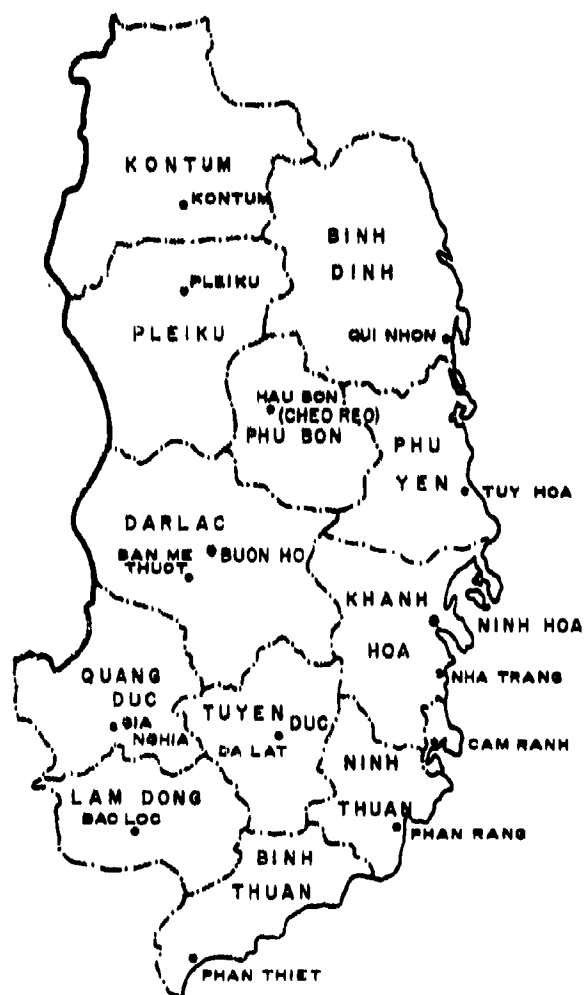 KONTUM
KONTUM
BINH
DINH
PLEIKU
PLEIKU
QUI NHON
HAU BON
(CHEO REO)
PHU BON
PHU
YEN
TUY HOA
DARLAC
BAN ME
THUOT
BUON HO
KHANH
HOA
NINH HOA
NHA TRANG
QUANG
DUC
GIA
NGHIA
TUYEN
DUC
DA LAT
CAM RANH
NINH
THUAN
PHAN RANG
LAM DONG
BAO LOC
BINH
THUAN
PHAN THIET